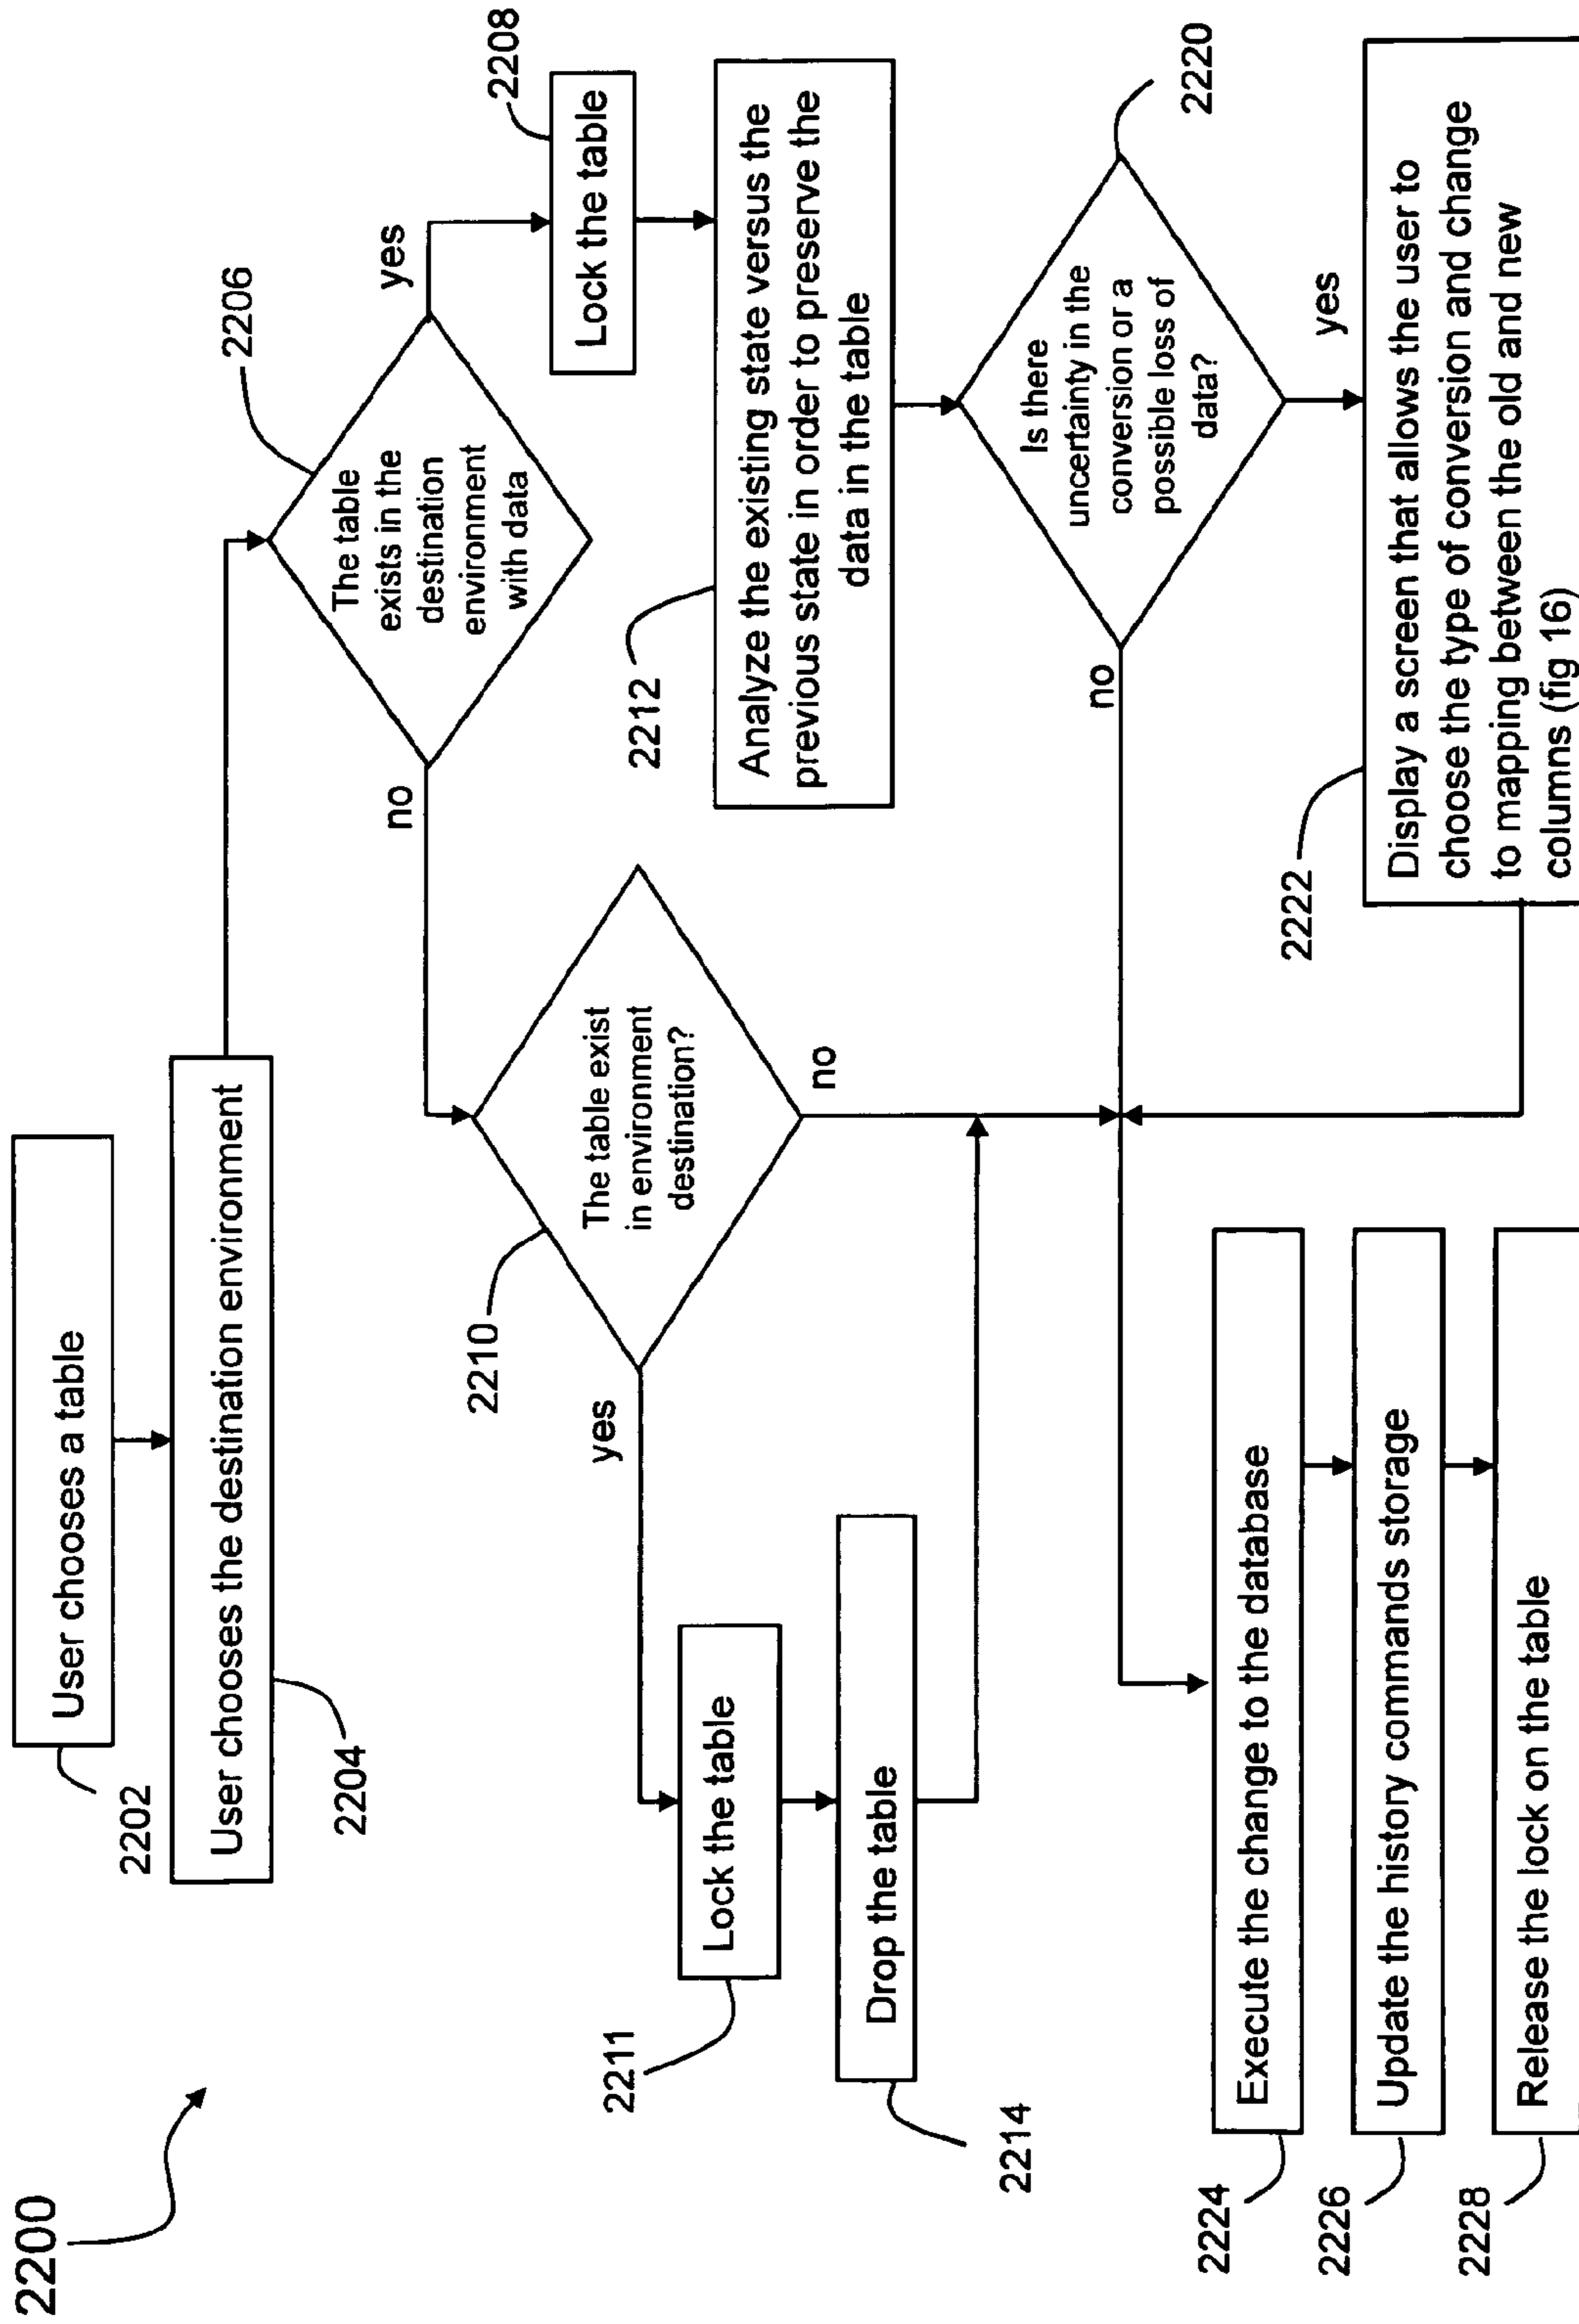 2200
2202
User chooses a table
User chooses the destination environment
2204
2206
The table
exists in the
destination
environment
with data
yes
no
2208
Lock the table
2210
The table exist
in environment
destination?
yes
no
2212
Analyze the existing state versus the
previous state in order to preserve the
data in the table
2211
Lock the table
2214
Drop the table
2220
Is there
uncertainty in the
conversion or a
possible loss of
data?
no
yes
2222
Display a screen that allows the user to
choose the type of conversion and change
to mapping between the old and new
columns (fig 16)
2224
Execute the change to the database
2226
Update the history commands storage
2228
Release the lock on the table